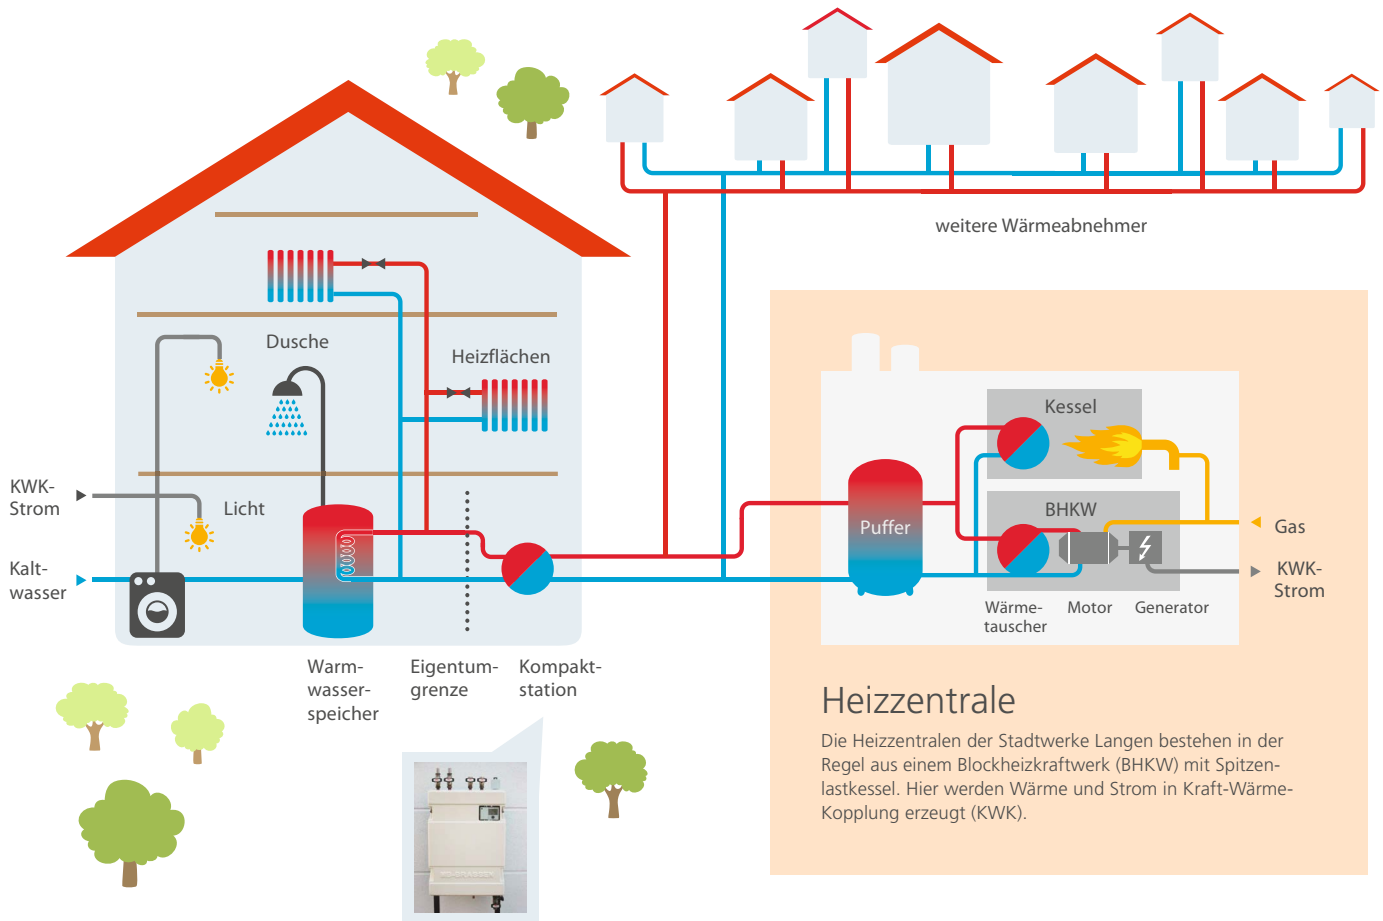 weitere Wärmeabnehmer
Dusche
Heizflächen
KWK-
Strom
Licht
Kalt-
wasser
Warm-
wasser-
speicher
Eigentum-
grenze
Kompakt-
station
Kessel
BHKW
Puffer
Gas
KWK-
Strom
Wärme-
tauscher
Motor
Generator
Heizzentrale
Die Heizzentralen der Stadtwerke Langen bestehen in der
Regel aus einem Blockheizkraftwerk (BHKW) mit Spitzen-
lastkessel. Hier werden Wärme und Strom in Kraft-Wärme-
Kopplung erzeugt (KWK).